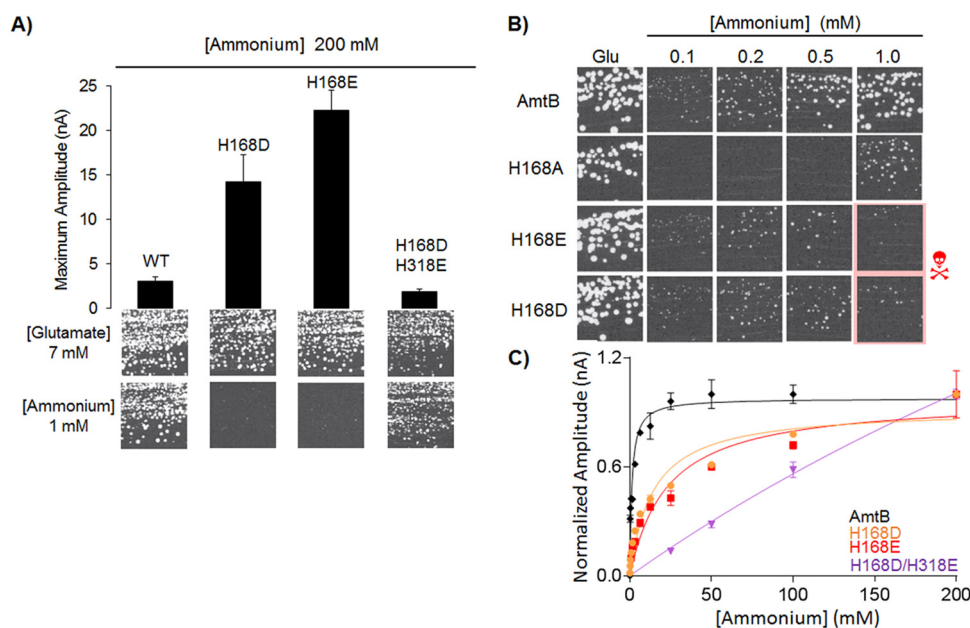 A)
[Ammonium] 200 mM
Maximum Amplitude (nA)
25
20
15
10
5
0
WT
H168D
H168E
H168D
H318E
[Glutamate]
7 mM
[Ammonium]
1 mM
B)
[Ammonium] (mM)
Glu 0.1 0.2 0.5 1.0
AmtB
H168A
H168E
H168D
C)
Normalized Amplitude (nA)
1.2
0.6
0.0
0 50 100 150 200
[Ammonium] (mM)
AmtB
H168D
H168E
H168D/H318E